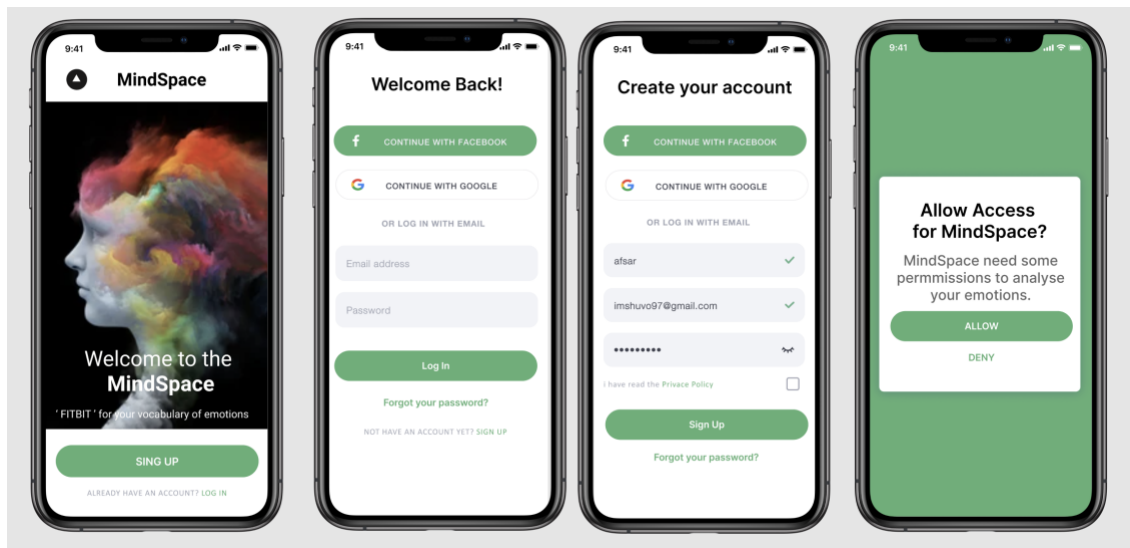 9:41
MindSpace
Welcome to the
MindSpace
‘ FITBIT ’ for your vocabulary of emotions
SING UP
ALREADY HAVE AN ACCOUNT? LOG IN
9:41
Welcome Back!
f CONTINUE WITH FACEBOOK
G CONTINUE WITH GOOGLE
OR LOG IN WITH EMAIL
Email address
Password
Log In
Forgot your password?
NOT HAVE AN ACCOUNT YET? SIGN UP
9:41
Create your account
f CONTINUE WITH FACEBOOK
G CONTINUE WITH GOOGLE
OR LOG IN WITH EMAIL
afsar
imshuvo97@gmail.com
•••••••••
i have read the Privacy Policy
Sign Up
Forgot your password?
9:41
Allow Access
for MindSpace?
MindSpace need some
permmissions to analyse
your emotions.
ALLOW
DENY